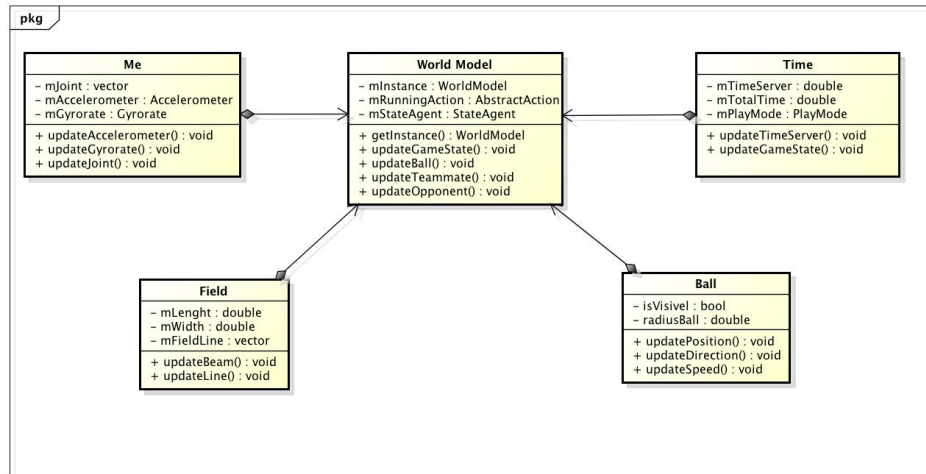 pkg
Me
- mJoint : vector
- mAccelerometer : Accelerometer
- mGyrorate : Gyrorate
+ updateAccelerometer() : void
+ updateGyrorate() : void
+ updateJoint() : void
World Model
- mInstance : WorldModel
- mRunningAction : AbstractAction
- mStateAgent : StateAgent
+ getInstance() : WorldModel
+ updateGameState() : void
+ updateBall() : void
+ updateTeammate() : void
+ updateOpponent() : void
Time
- mTimeServer : double
- mTotalTime : double
- mPlayMode : PlayMode
+ updateTimeServer() : void
+ updateGameState() : void
Field
- mLenght : double
- mWidth : double
- mFieldLine : vector
+ updateBeam() : void
+ updateLine() : void
Ball
- isVisivel : bool
- radiusBall : double
+ updatePosition() : void
+ updateDirection() : void
+ updateSpeed() : void